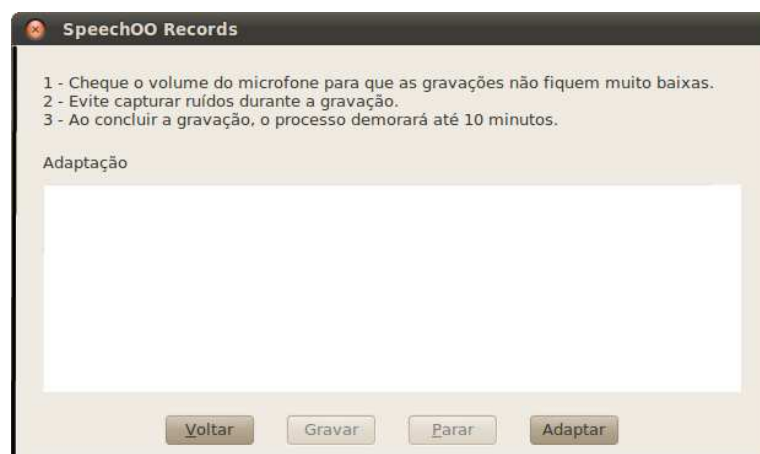 SpeechOO Records
1 - Cheque o volume do microfone para que as gravações não fiquem muito baixas.
2 - Evite capturar ruídos durante a gravação.
3 - Ao concluir a gravação, o processo demorará até 10 minutos.
Adaptação
Voltar Gravar Parar Adaptar